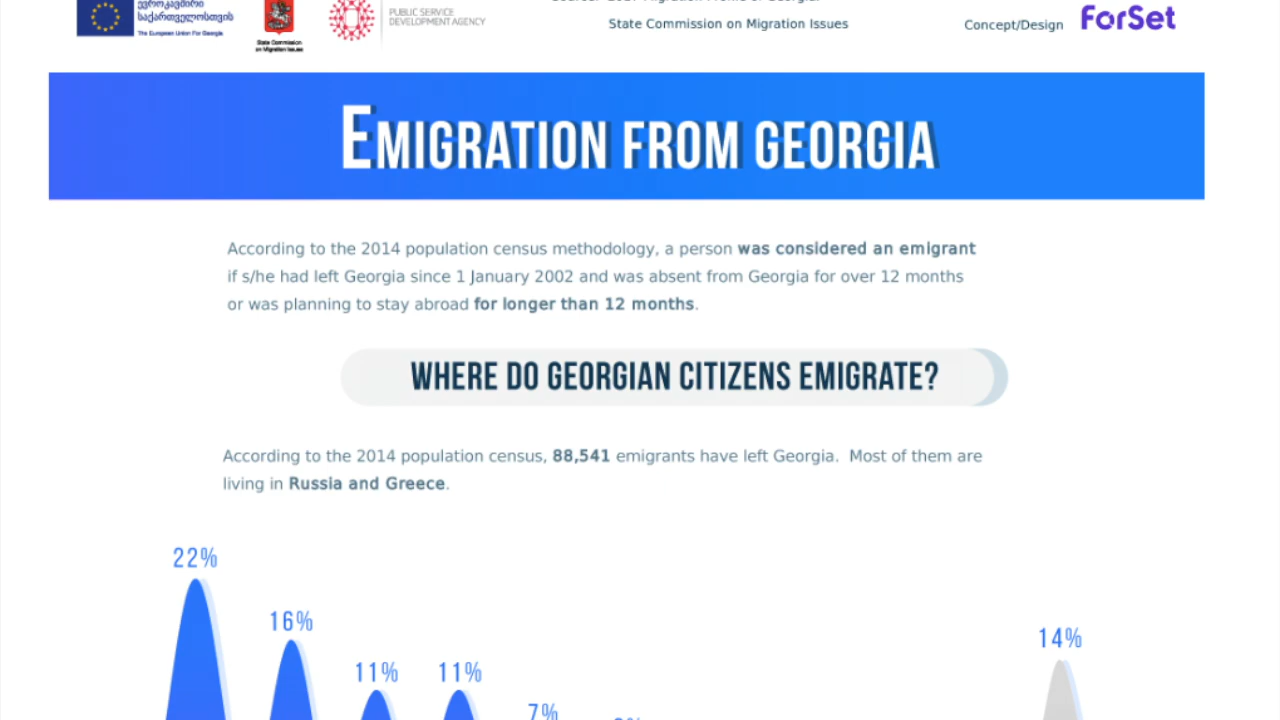 ევროკავშირი
საქართველოსთვის
The European Union For Georgia
State Commission
on Migration Issues
PUBLIC SERVICE
DEVELOPMENT AGENCY
State Commission on Migration Issues
Concept/Design
ForSet
EMIGRATION FROM GEORGIA
According to the 2014 population census methodology, a person was considered an emigrant
if s/he had left Georgia since 1 January 2002 and was absent from Georgia for over 12 months
or was planning to stay abroad for longer than 12 months.
WHERE DO GEORGIAN CITIZENS EMIGRATE?
According to the 2014 population census, 88,541 emigrants have left Georgia. Most of them are
living in Russia and Greece.
22%
16%
14%
11%
11%
7%